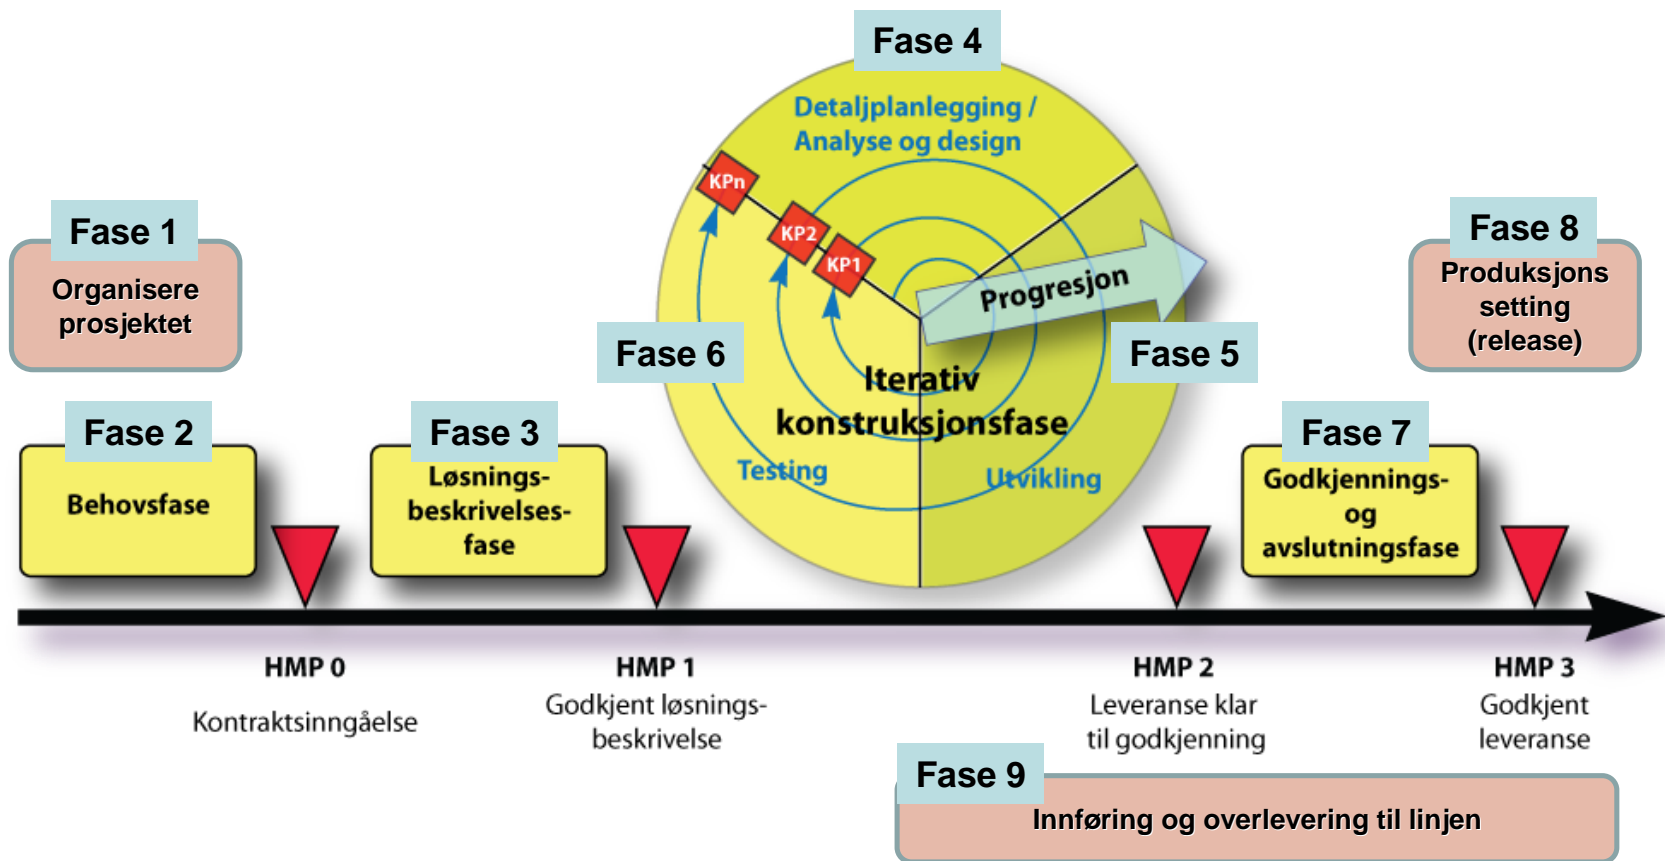 Fase 4
Detaljplanlegging /
Analyse og design
KPn
KP2
KP1
Progresjon
Iterativ
konstruksjonsfase
Testing
Utvikling
Fase 6
Fase 5
Fase 1
Organisere
prosjektet
Fase 8
Produksjons
setting
(release)
Fase 2
Behovsfase
Fase 3
Løsnings-
beskrivelses-
fase
Fase 7
Godkjennings-
og
avslutningsfase
HMP 0
Kontraktsinngåelse
HMP 1
Godkjent løsnings-
beskrivelse
HMP 2
Leveranse klar
til godkjenning
HMP 3
Godkjent
leveranse
Fase 9
Innføring og overlevering til linjen